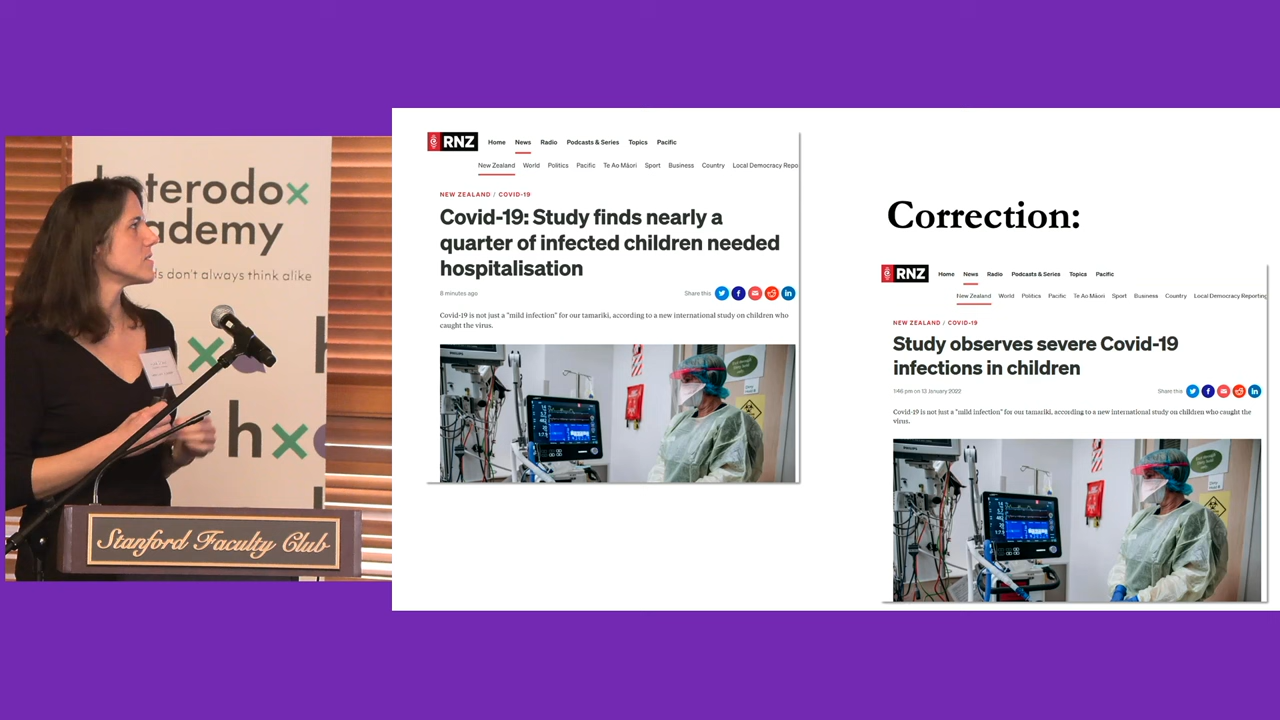 terodox
ademy
ds don't always think alike
hx
Stanford Faculty Club
RNZ
Home News Radio Podcasts & Series Topics Pacific
New Zealand World Politics Pacific Te Ao Māori Sport Business Country Local Democracy Repo
NEW ZEALAND / COVID-19
Covid-19: Study finds nearly a
quarter of infected children needed
hospitalisation
8 minutes ago
Share this
Covid-19 is not just a "mild infection" for our tamariki, according to a new international study on children who
caught the virus.
PHILIPS
Correction:
RNZ
Home News Radio Podcasts & Series Topics Pacific
New Zealand World Politics Pacific Te Ao Māori Sport Business Country Local Democracy Reporting
NEW ZEALAND / COVID-19
Study observes severe Covid-19
infections in children
1:46 pm on 13 January 2022
Share this
Covid-19 is not just a "mild infection" for our tamariki, according to a new international study on children who caught the
virus.